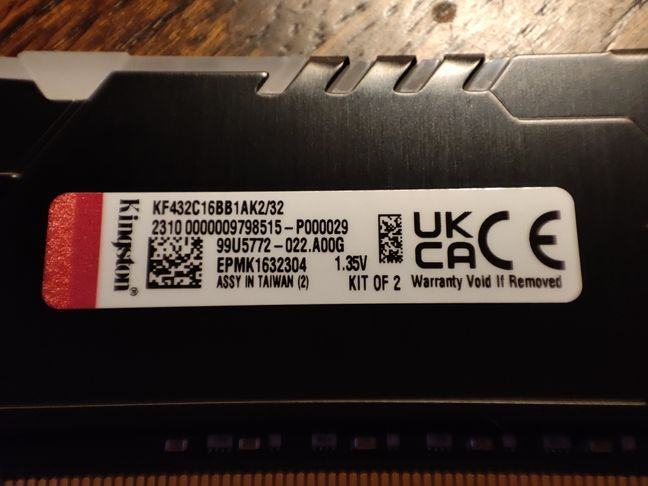 Kingston®
KF432C16BB1AK2/32
2310 0000009798515-P000029
99U5772-022.A00G
EPMK1632304 1.35V
ASSY IN TAIWAN (2) KIT OF 2
UK
CA CE
Warranty Void If Removed